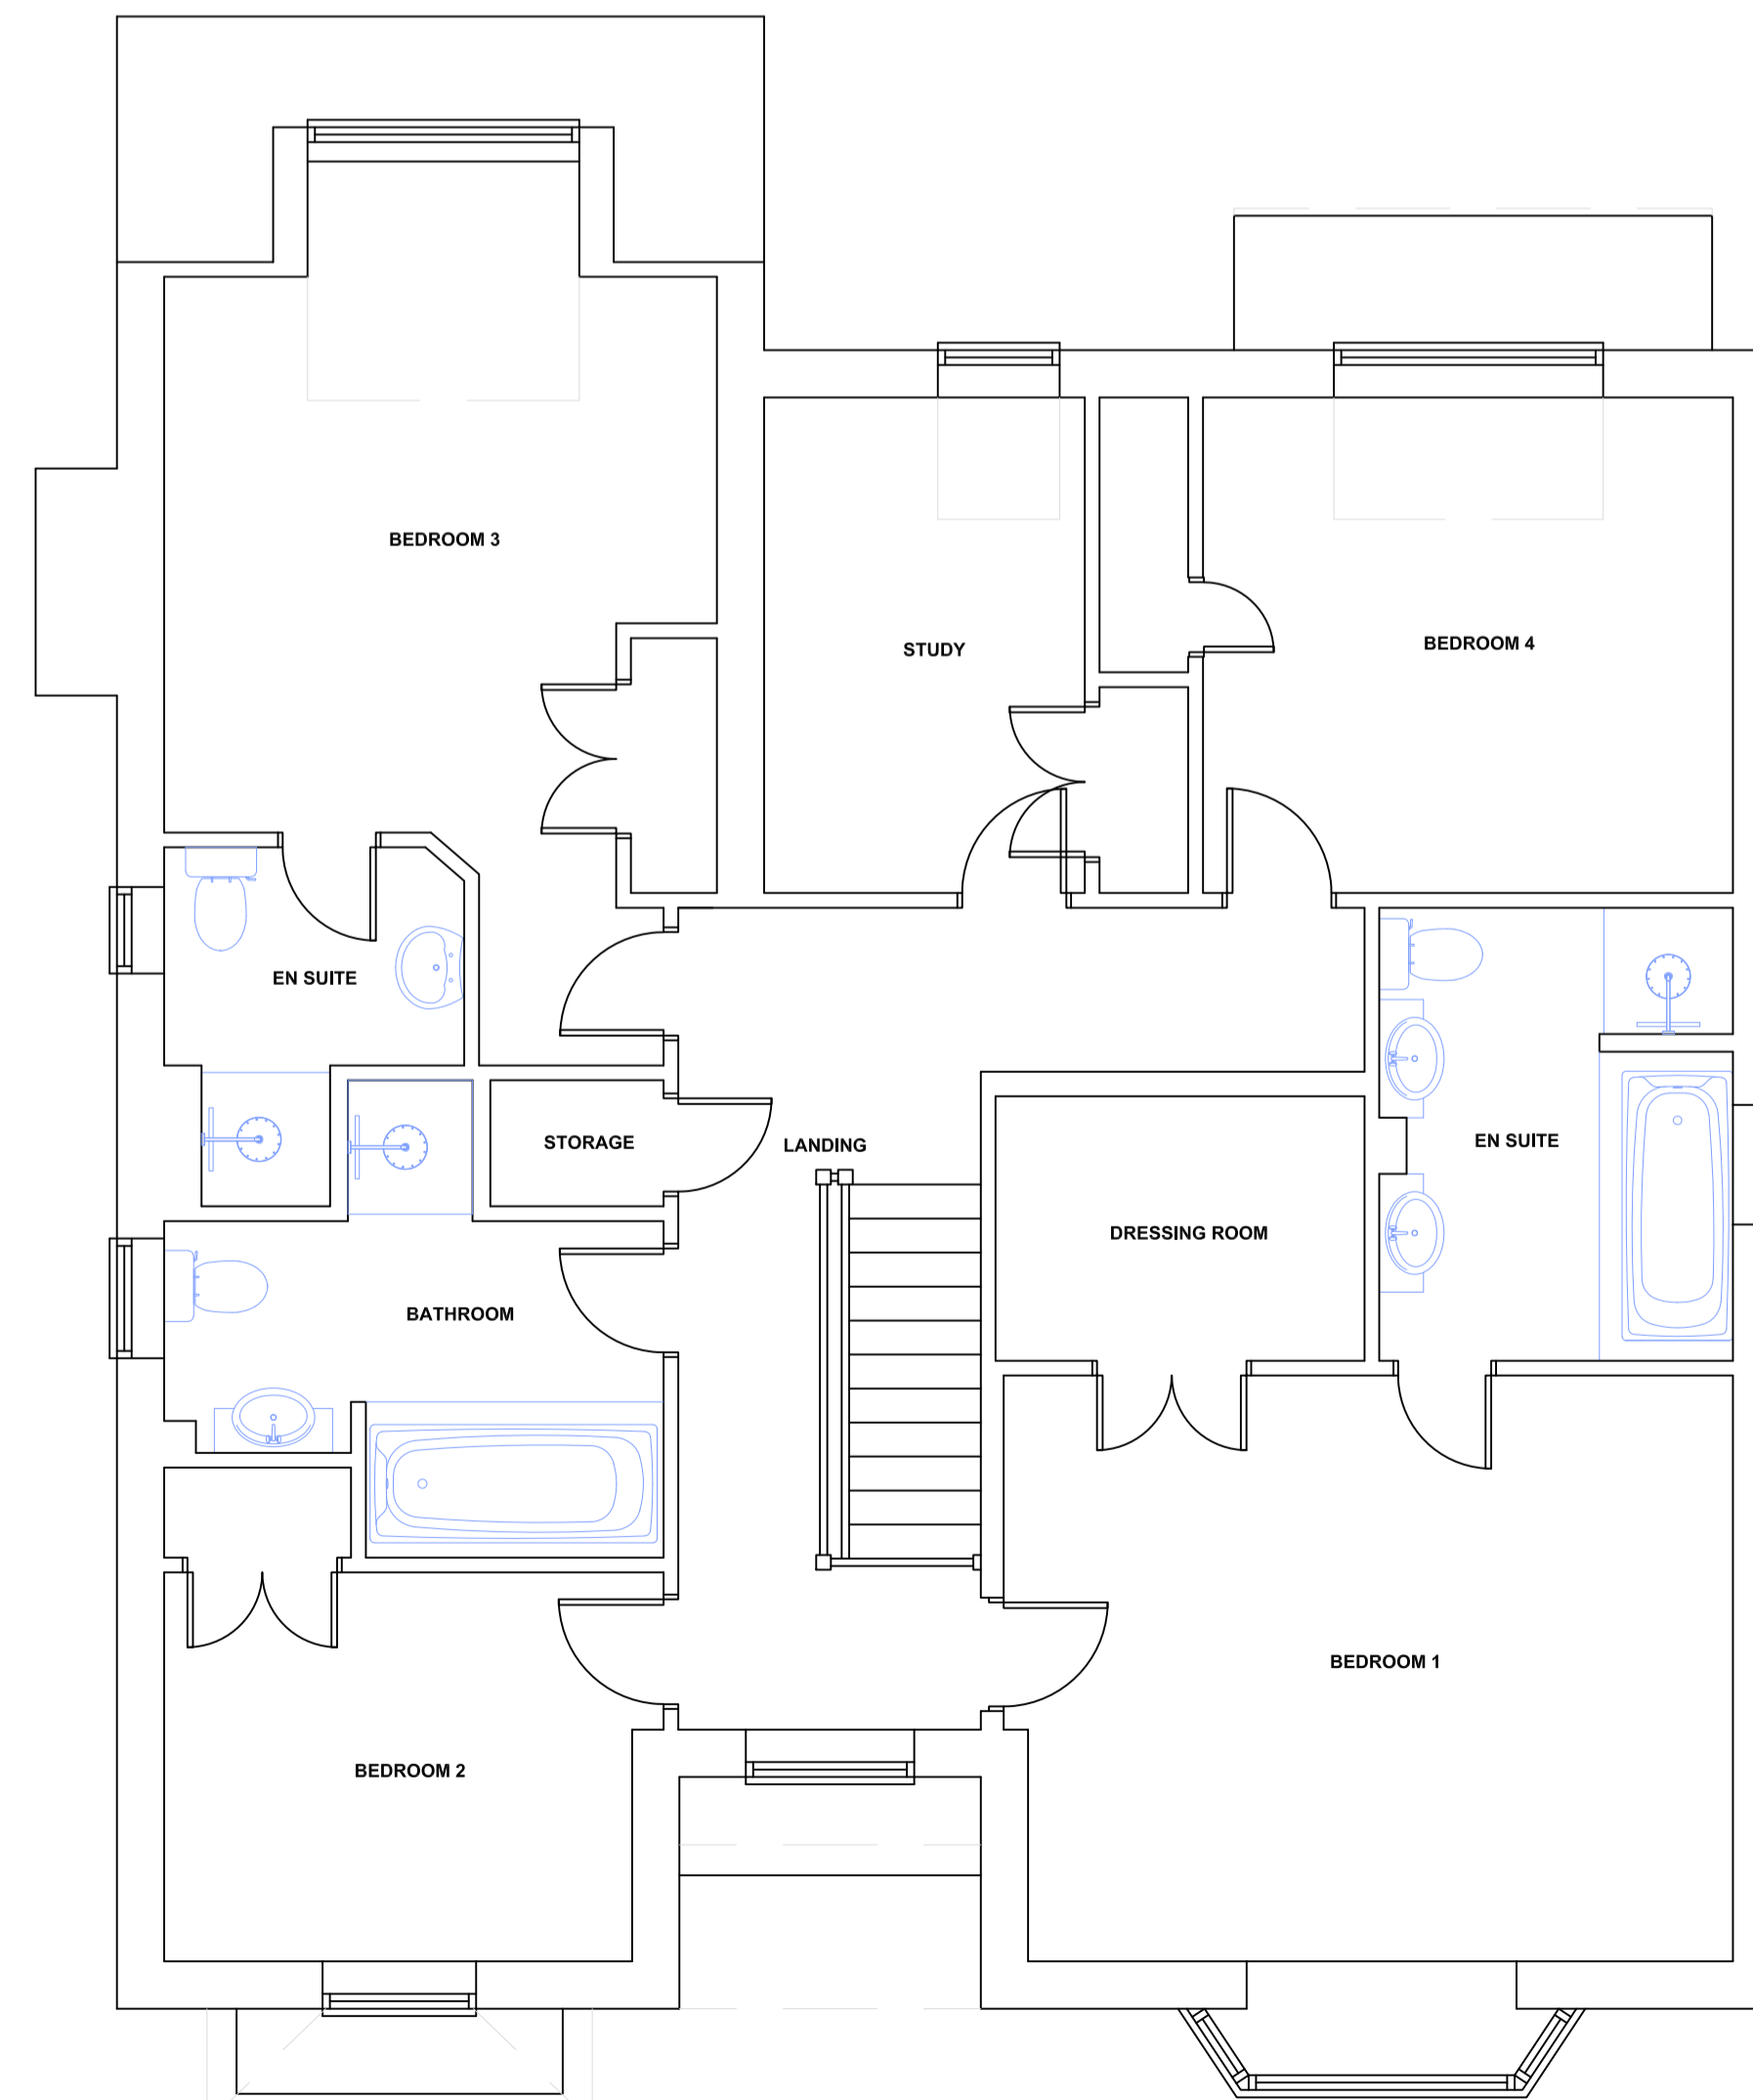 BEDROOM 3
STUDY
BEDROOM 4
EN SUITE
STORAGE
LANDING
EN SUITE
DRESSING ROOM
BATHROOM
BEDROOM 1
BEDROOM 2